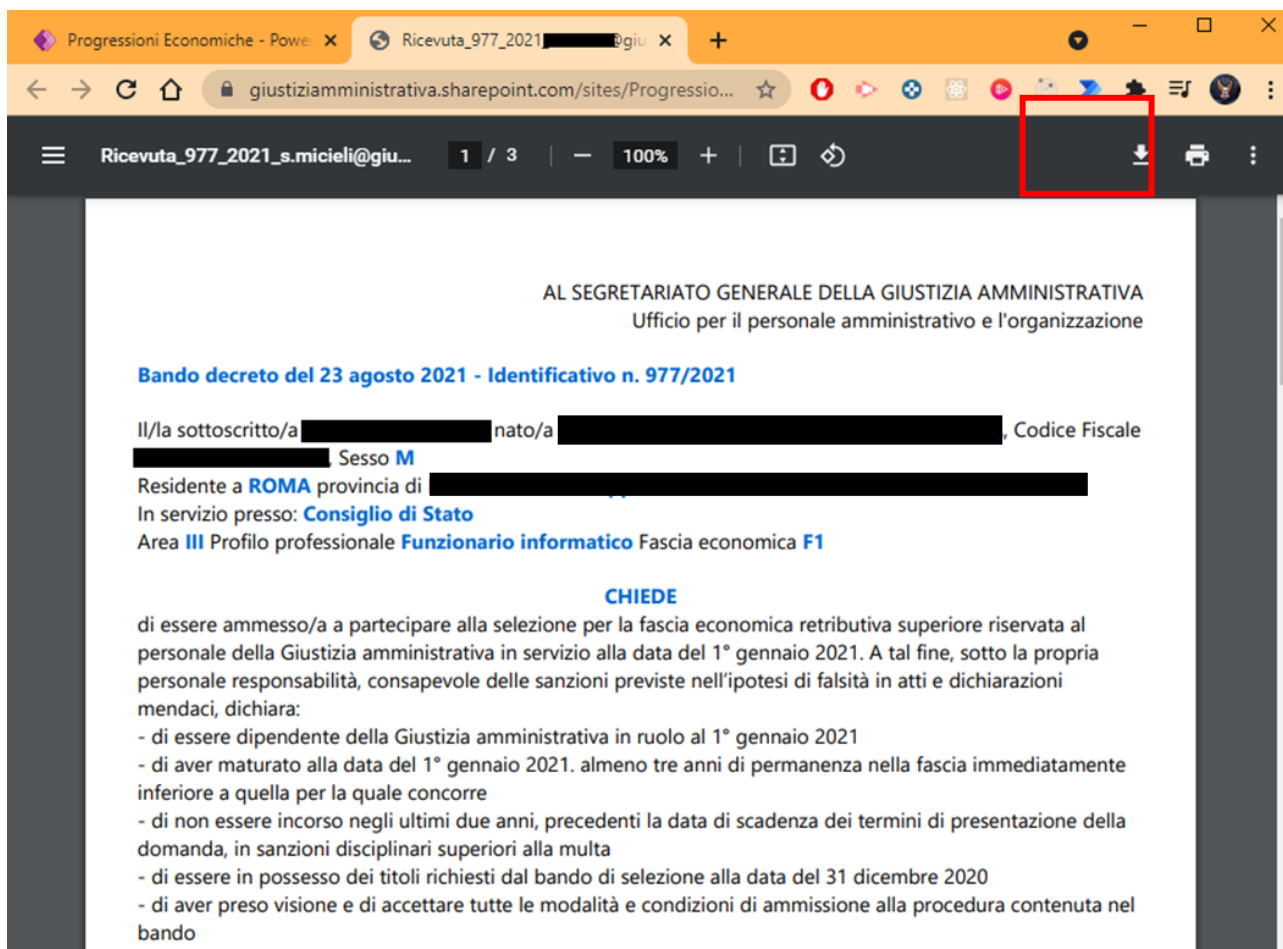 Progressioni Economiche - Power
Ricevuta_977_2021_ @giu
giustiziamministrativa.sharepoint.com/sites/Progressio...
Ricevuta_977_2021_s.micieli@giu... 1 / 3 | − 100% + |
AL SEGRETARIATO GENERALE DELLA GIUSTIZIA AMMINISTRATIVA
Ufficio per il personale amministrativo e l'organizzazione
Bando decreto del 23 agosto 2021 - Identificativo n. 977/2021
Il/la sottoscritto/a nato/a , Codice Fiscale
, Sesso M
Residente a ROMA provincia di
In servizio presso: Consiglio di Stato
Area III Profilo professionale Funzionario informatico Fascia economica F1
CHIEDE
di essere ammesso/a a partecipare alla selezione per la fascia economica retributiva superiore riservata al
personale della Giustizia amministrativa in servizio alla data del 1° gennaio 2021. A tal fine, sotto la propria
personale responsabilità, consapevole delle sanzioni previste nell'ipotesi di falsità in atti e dichiarazioni
mendaci, dichiara:
- di essere dipendente della Giustizia amministrativa in ruolo al 1° gennaio 2021
- di aver maturato alla data del 1° gennaio 2021. almeno tre anni di permanenza nella fascia immediatamente
inferiore a quella per la quale concorre
- di non essere incorso negli ultimi due anni, precedenti la data di scadenza dei termini di presentazione della
domanda, in sanzioni disciplinari superiori alla multa
- di essere in possesso dei titoli richiesti dal bando di selezione alla data del 31 dicembre 2020
- di aver preso visione e di accettare tutte le modalità e condizioni di ammissione alla procedura contenuta nel
bando